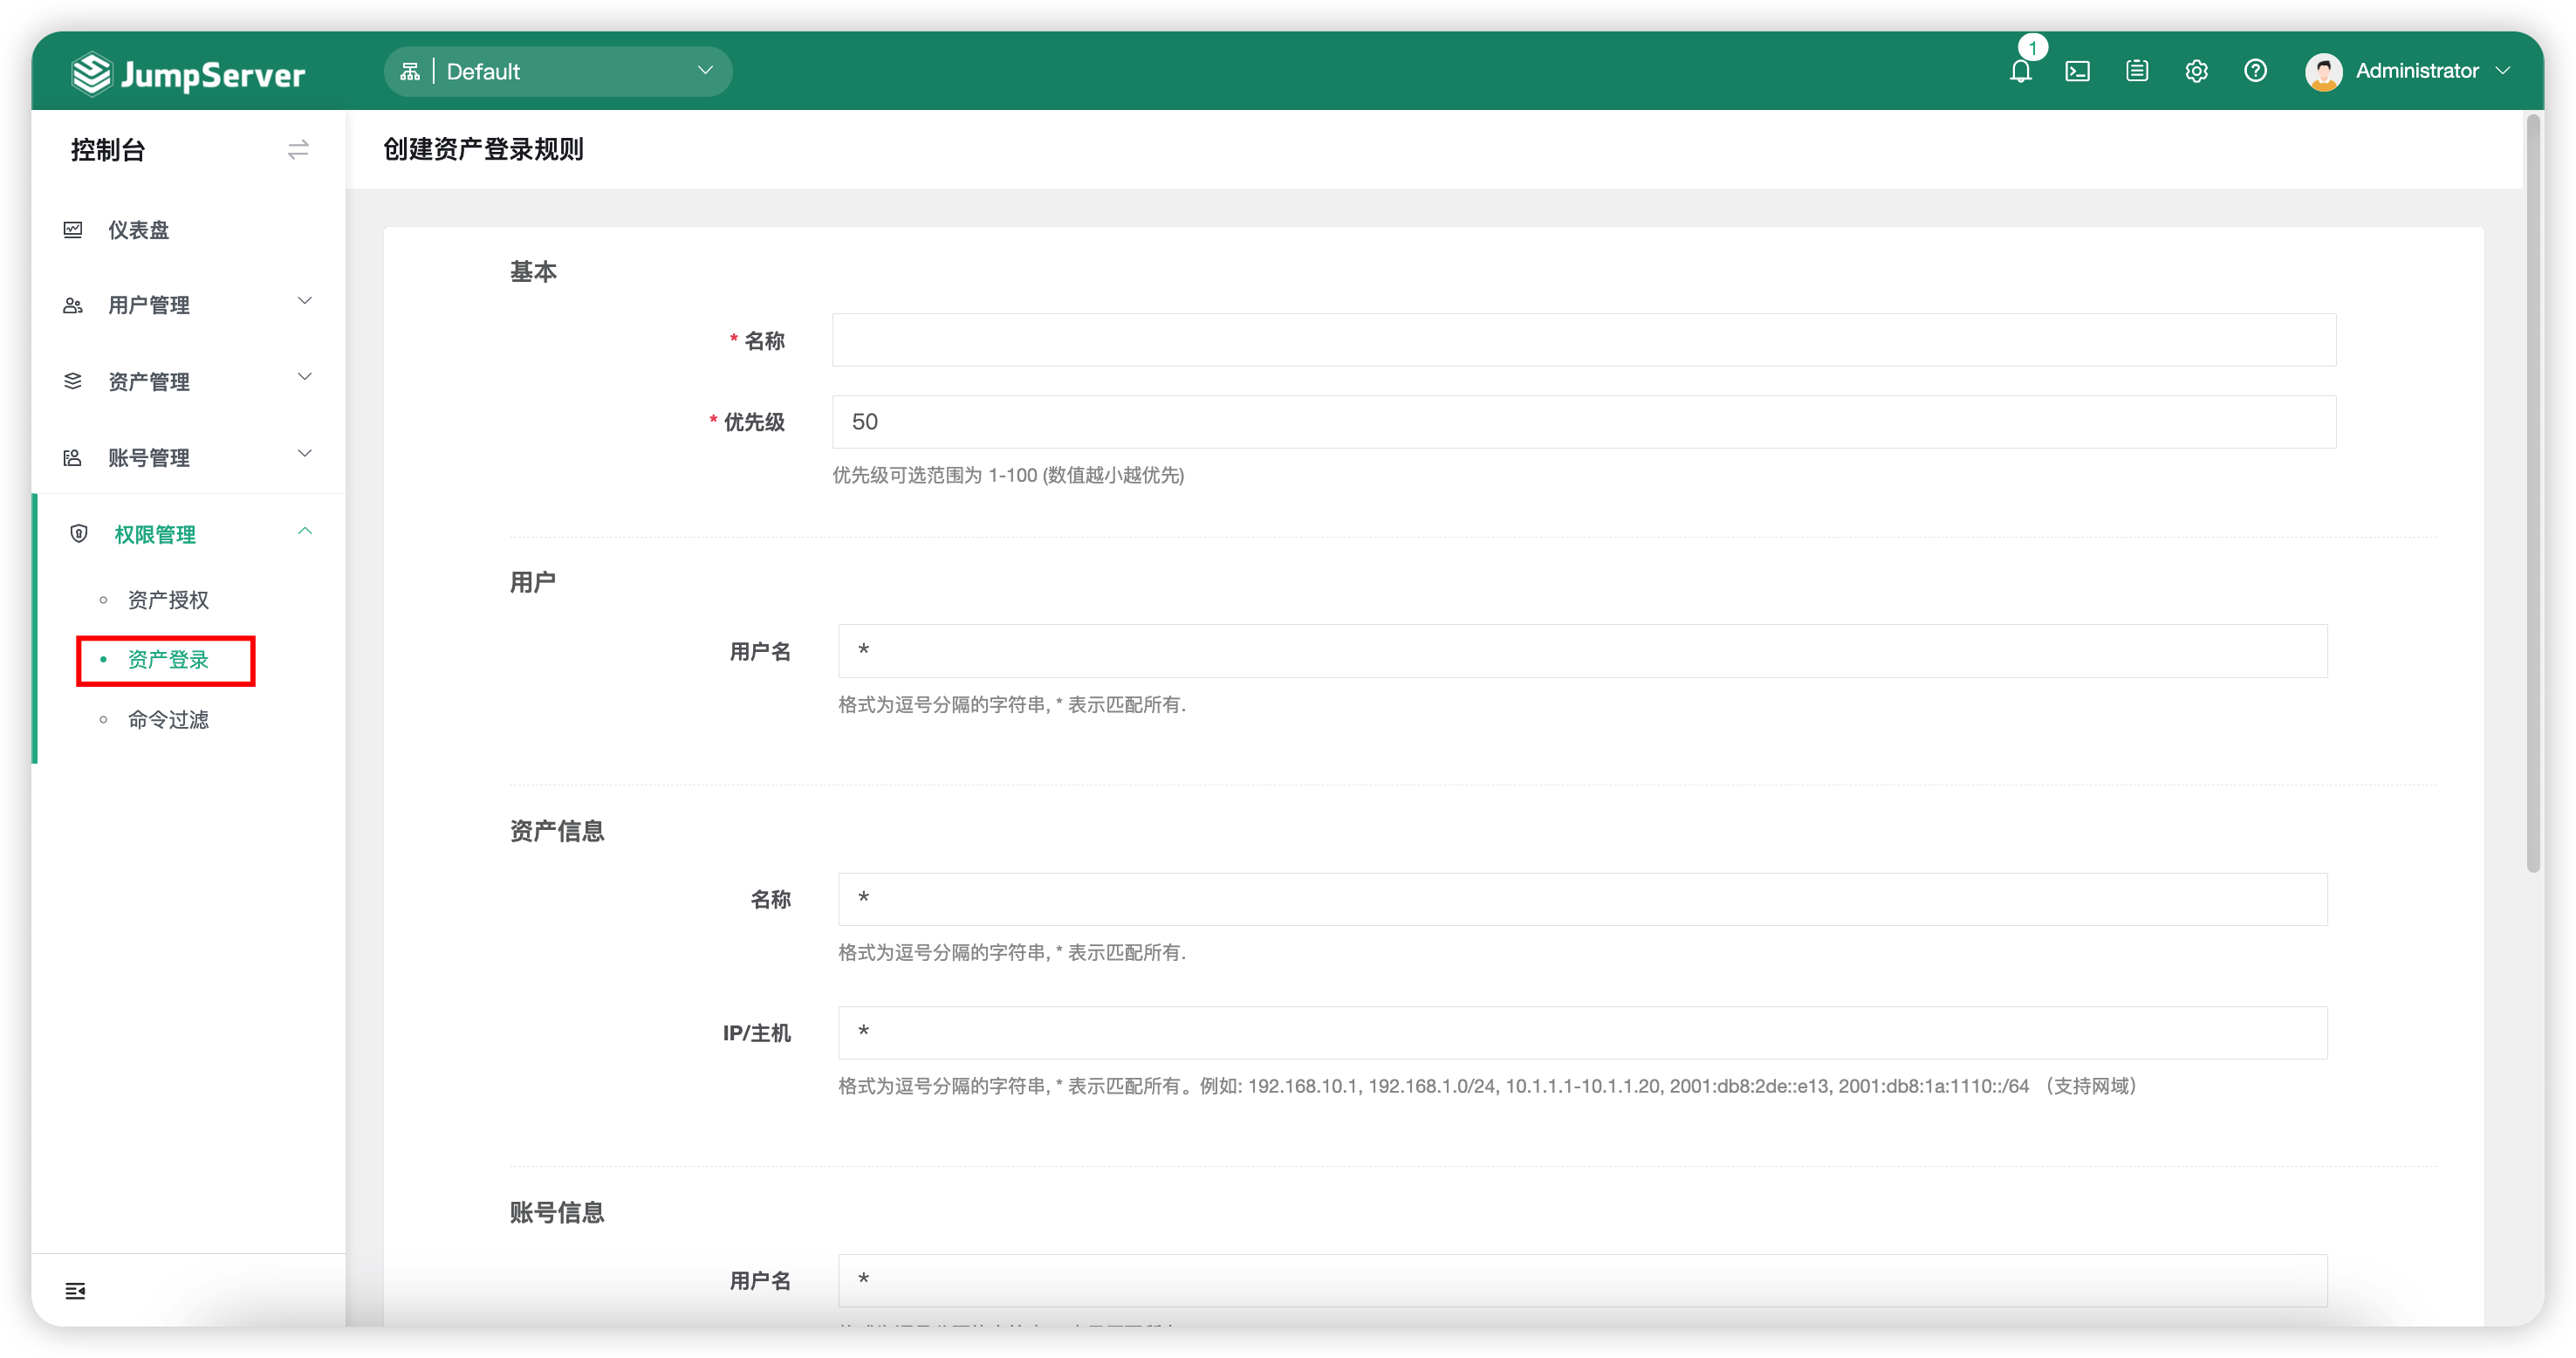 JumpServer
Default
1
Administrator
控制台
创建资产登录规则
仪表盘
用户管理
资产管理
账号管理
权限管理
资产授权
资产登录
命令过滤
基本
* 名称
* 优先级
50
优先级可选范围为 1-100 (数值越小越优先)
用户
用户名
*
格式为逗号分隔的字符串, * 表示匹配所有.
资产信息
名称
*
格式为逗号分隔的字符串, * 表示匹配所有.
IP/主机
*
格式为逗号分隔的字符串, * 表示匹配所有。例如: 192.168.10.1, 192.168.1.0/24, 10.1.1.1-10.1.1.20, 2001:db8:2de::e13, 2001:db8:1a:1110::/64 （支持网域）
账号信息
用户名
*